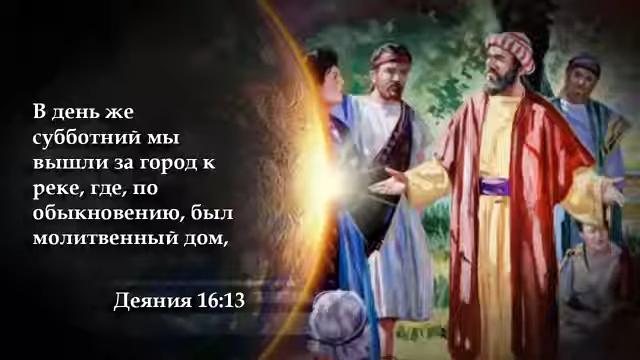 В день же
субботний мы
вышли за город к
реке, где, по
обыкновению, был
молитвенный дом,
Деяния 16:13